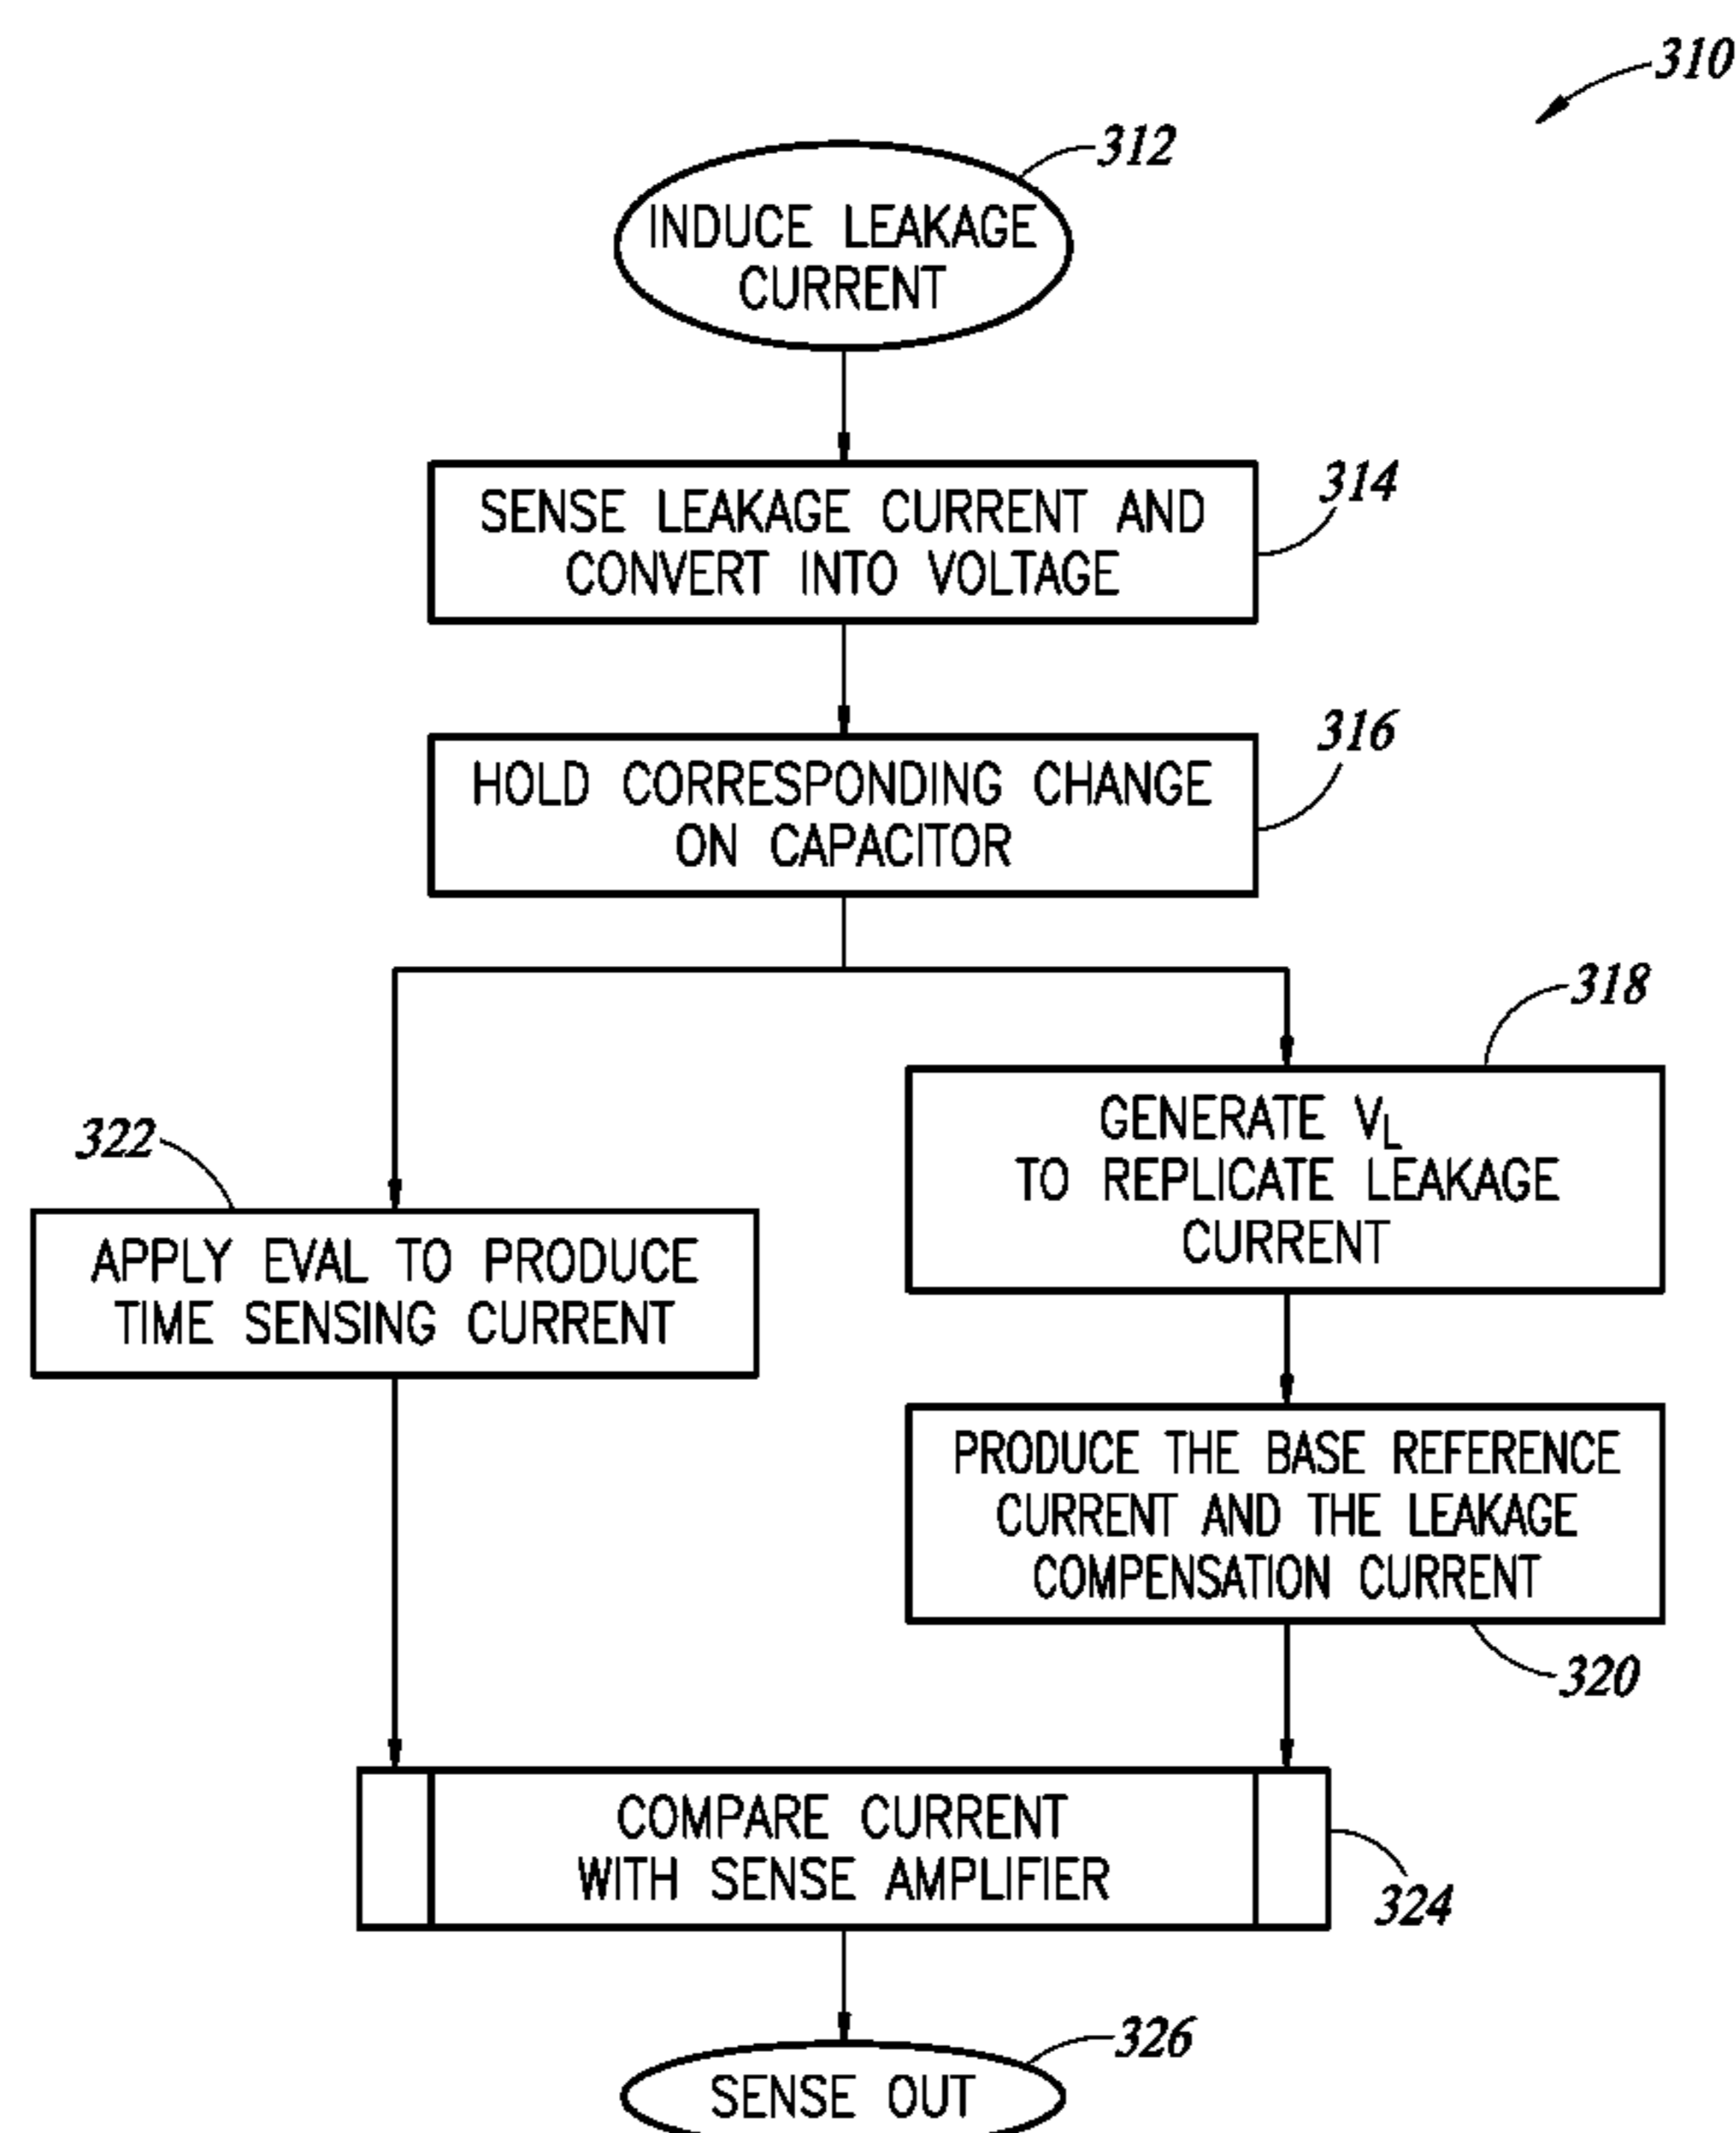 310
312
INDUCE LEAKAGE
CURRENT
314
SENSE LEAKAGE CURRENT AND
CONVERT INTO VOLTAGE
316
HOLD CORRESPONDING CHANGE
ON CAPACITOR
318
GENERATE VL
TO REPLICATE LEAKAGE
CURRENT
322
APPLY EVAL TO PRODUCE
TIME SENSING CURRENT
PRODUCE THE BASE REFERENCE
CURRENT AND THE LEAKAGE
COMPENSATION CURRENT
320
COMPARE CURRENT
WITH SENSE AMPLIFIER
324
326
SENSE OUT